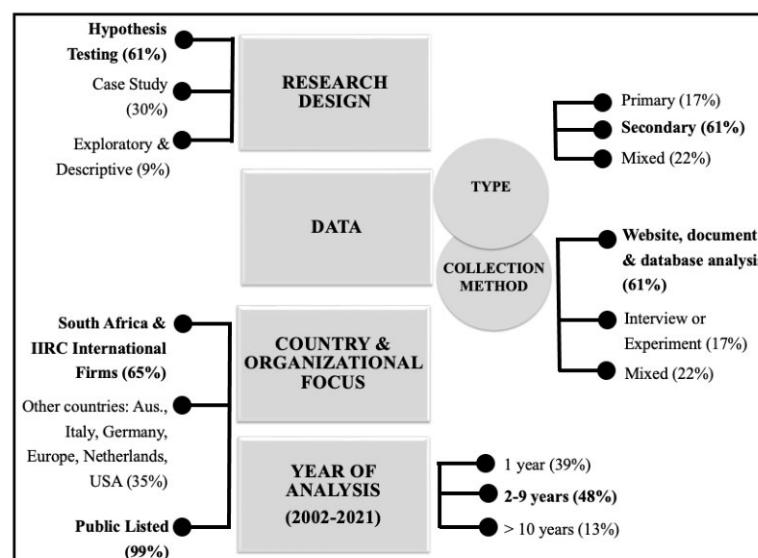 Hypothesis
Testing (61%)
Case Study
(30%)
Exploratory &
Descriptive (9%)
RESEARCH
DESIGN
Primary (17%)
Secondary (61%)
Mixed (22%)
TYPE
DATA
COLLECTION
METHOD
Website, document
& database analysis
(61%)
Interview or
Experiment (17%)
Mixed (22%)
South Africa &
IIRC International
Firms (65%)
Other countries: Aus.,
Italy, Germany,
Europe, Netherlands,
USA (35%)
Public Listed
(99%)
COUNTRY &
ORGANIZATIONAL
FOCUS
YEAR OF
ANALYSIS
(2002-2021)
1 year (39%)
2-9 years (48%)
> 10 years (13%)